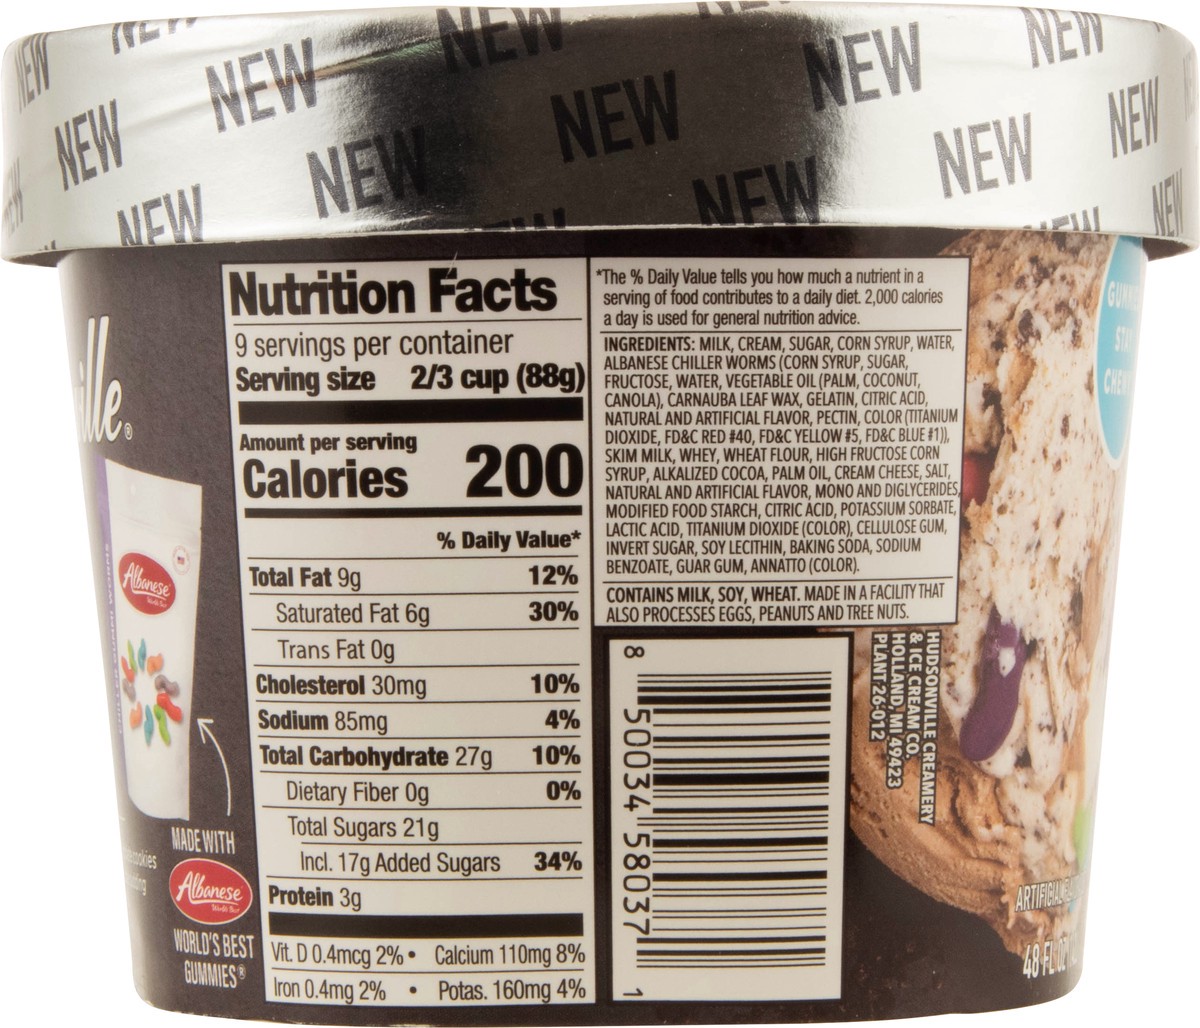 NEW NEW NEW NEW
NEW NEW NEW NEW NEW
NEW NEW NEW NEW
Nutrition Facts
9 servings per container
Serving size 2/3 cup (88g)
Amount per serving
Calories 200
% Daily Value*
Total Fat 9g 12%
Saturated Fat 6g 30%
Trans Fat 0g
Cholesterol 30mg 10%
Sodium 85mg 4%
Total Carbohydrate 27g 10%
Dietary Fiber 0g 0%
Total Sugars 21g
Incl. 17g Added Sugars 34%
Protein 3g
Vit. D 0.4mcg 2% • Calcium 110mg 8%
Iron 0.4mg 2% • Potas. 160mg 4%
*The % Daily Value tells you how much a nutrient in a
serving of food contributes to a daily diet. 2,000 calories
a day is used for general nutrition advice.
INGREDIENTS: MILK, CREAM, SUGAR, CORN SYRUP, WATER,
ALBANESE CHILLER WORMS (CORN SYRUP, SUGAR,
FRUCTOSE, WATER, VEGETABLE OIL (PALM, COCONUT,
CANOLA), CARNAUBA LEAF WAX, GELATIN, CITRIC ACID,
NATURAL AND ARTIFICIAL FLAVOR, PECTIN, COLOR (TITANIUM
DIOXIDE, FD&C RED #40, FD&C YELLOW #5, FD&C BLUE #1)),
SKIM MILK, WHEY, WHEAT FLOUR, HIGH FRUCTOSE CORN
SYRUP, ALKALIZED COCOA, PALM OIL, CREAM CHEESE, SALT,
NATURAL AND ARTIFICIAL FLAVOR, MONO AND DIGLYCERIDES,
MODIFIED FOOD STARCH, CITRIC ACID, POTASSIUM SORBATE,
LACTIC ACID, TITANIUM DIOXIDE (COLOR), CELLULOSE GUM,
INVERT SUGAR, SOY LECITHIN, BAKING SODA, SODIUM
BENZOATE, GUAR GUM, ANNATTO (COLOR).
CONTAINS MILK, SOY, WHEAT. MADE IN A FACILITY THAT
ALSO PROCESSES EGGS, PEANUTS AND TREE NUTS.
8 50034 58037 1
HUDSONVILLE CREAMERY
& ICE CREAM CO.
HOLLAND, MI 49423
PLANT 26-012
ille®
Albanese
World's Best
MADE WITH
Albanese
World's Best
WORLD'S BEST
GUMMIES®
cookies
STAY
48 FL OZ